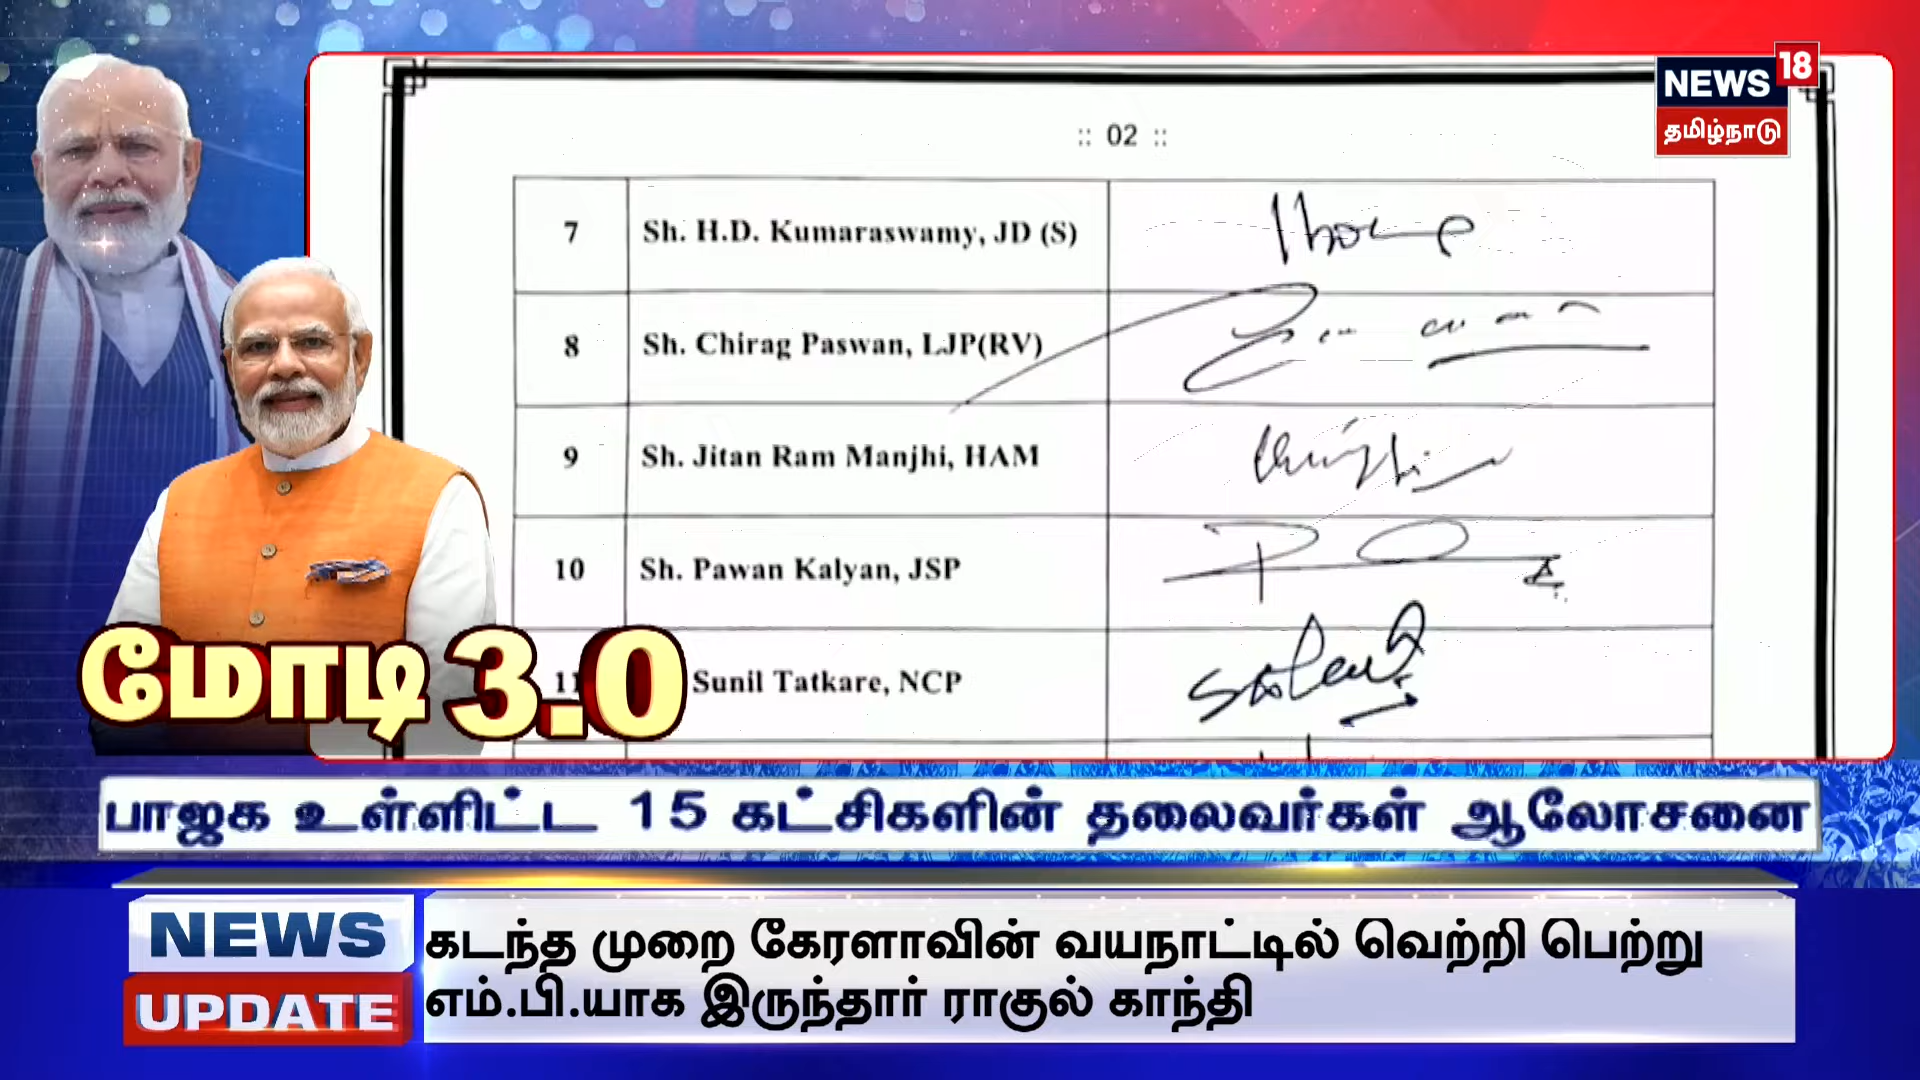 NEWS 18
தமிழ்நாடு
:: 02 ::
7 Sh. H.D. Kumaraswamy, JD (S)
8 Sh. Chirag Paswan, LJP(RV)
9 Sh. Jitan Ram Manjhi, HAM
10 Sh. Pawan Kalyan, JSP
11 Sunil Tatkare, NCP
மோடி 3.0
பாஜக உள்ளிட்ட 15 கட்சிகளின் தலைவர்கள் ஆலோசனை
NEWS UPDATE
கடந்த முறை கேரளாவின் வயநாட்டில் வெற்றி பெற்று
எம்.பி.யாக இருந்தார் ராகுல் காந்தி